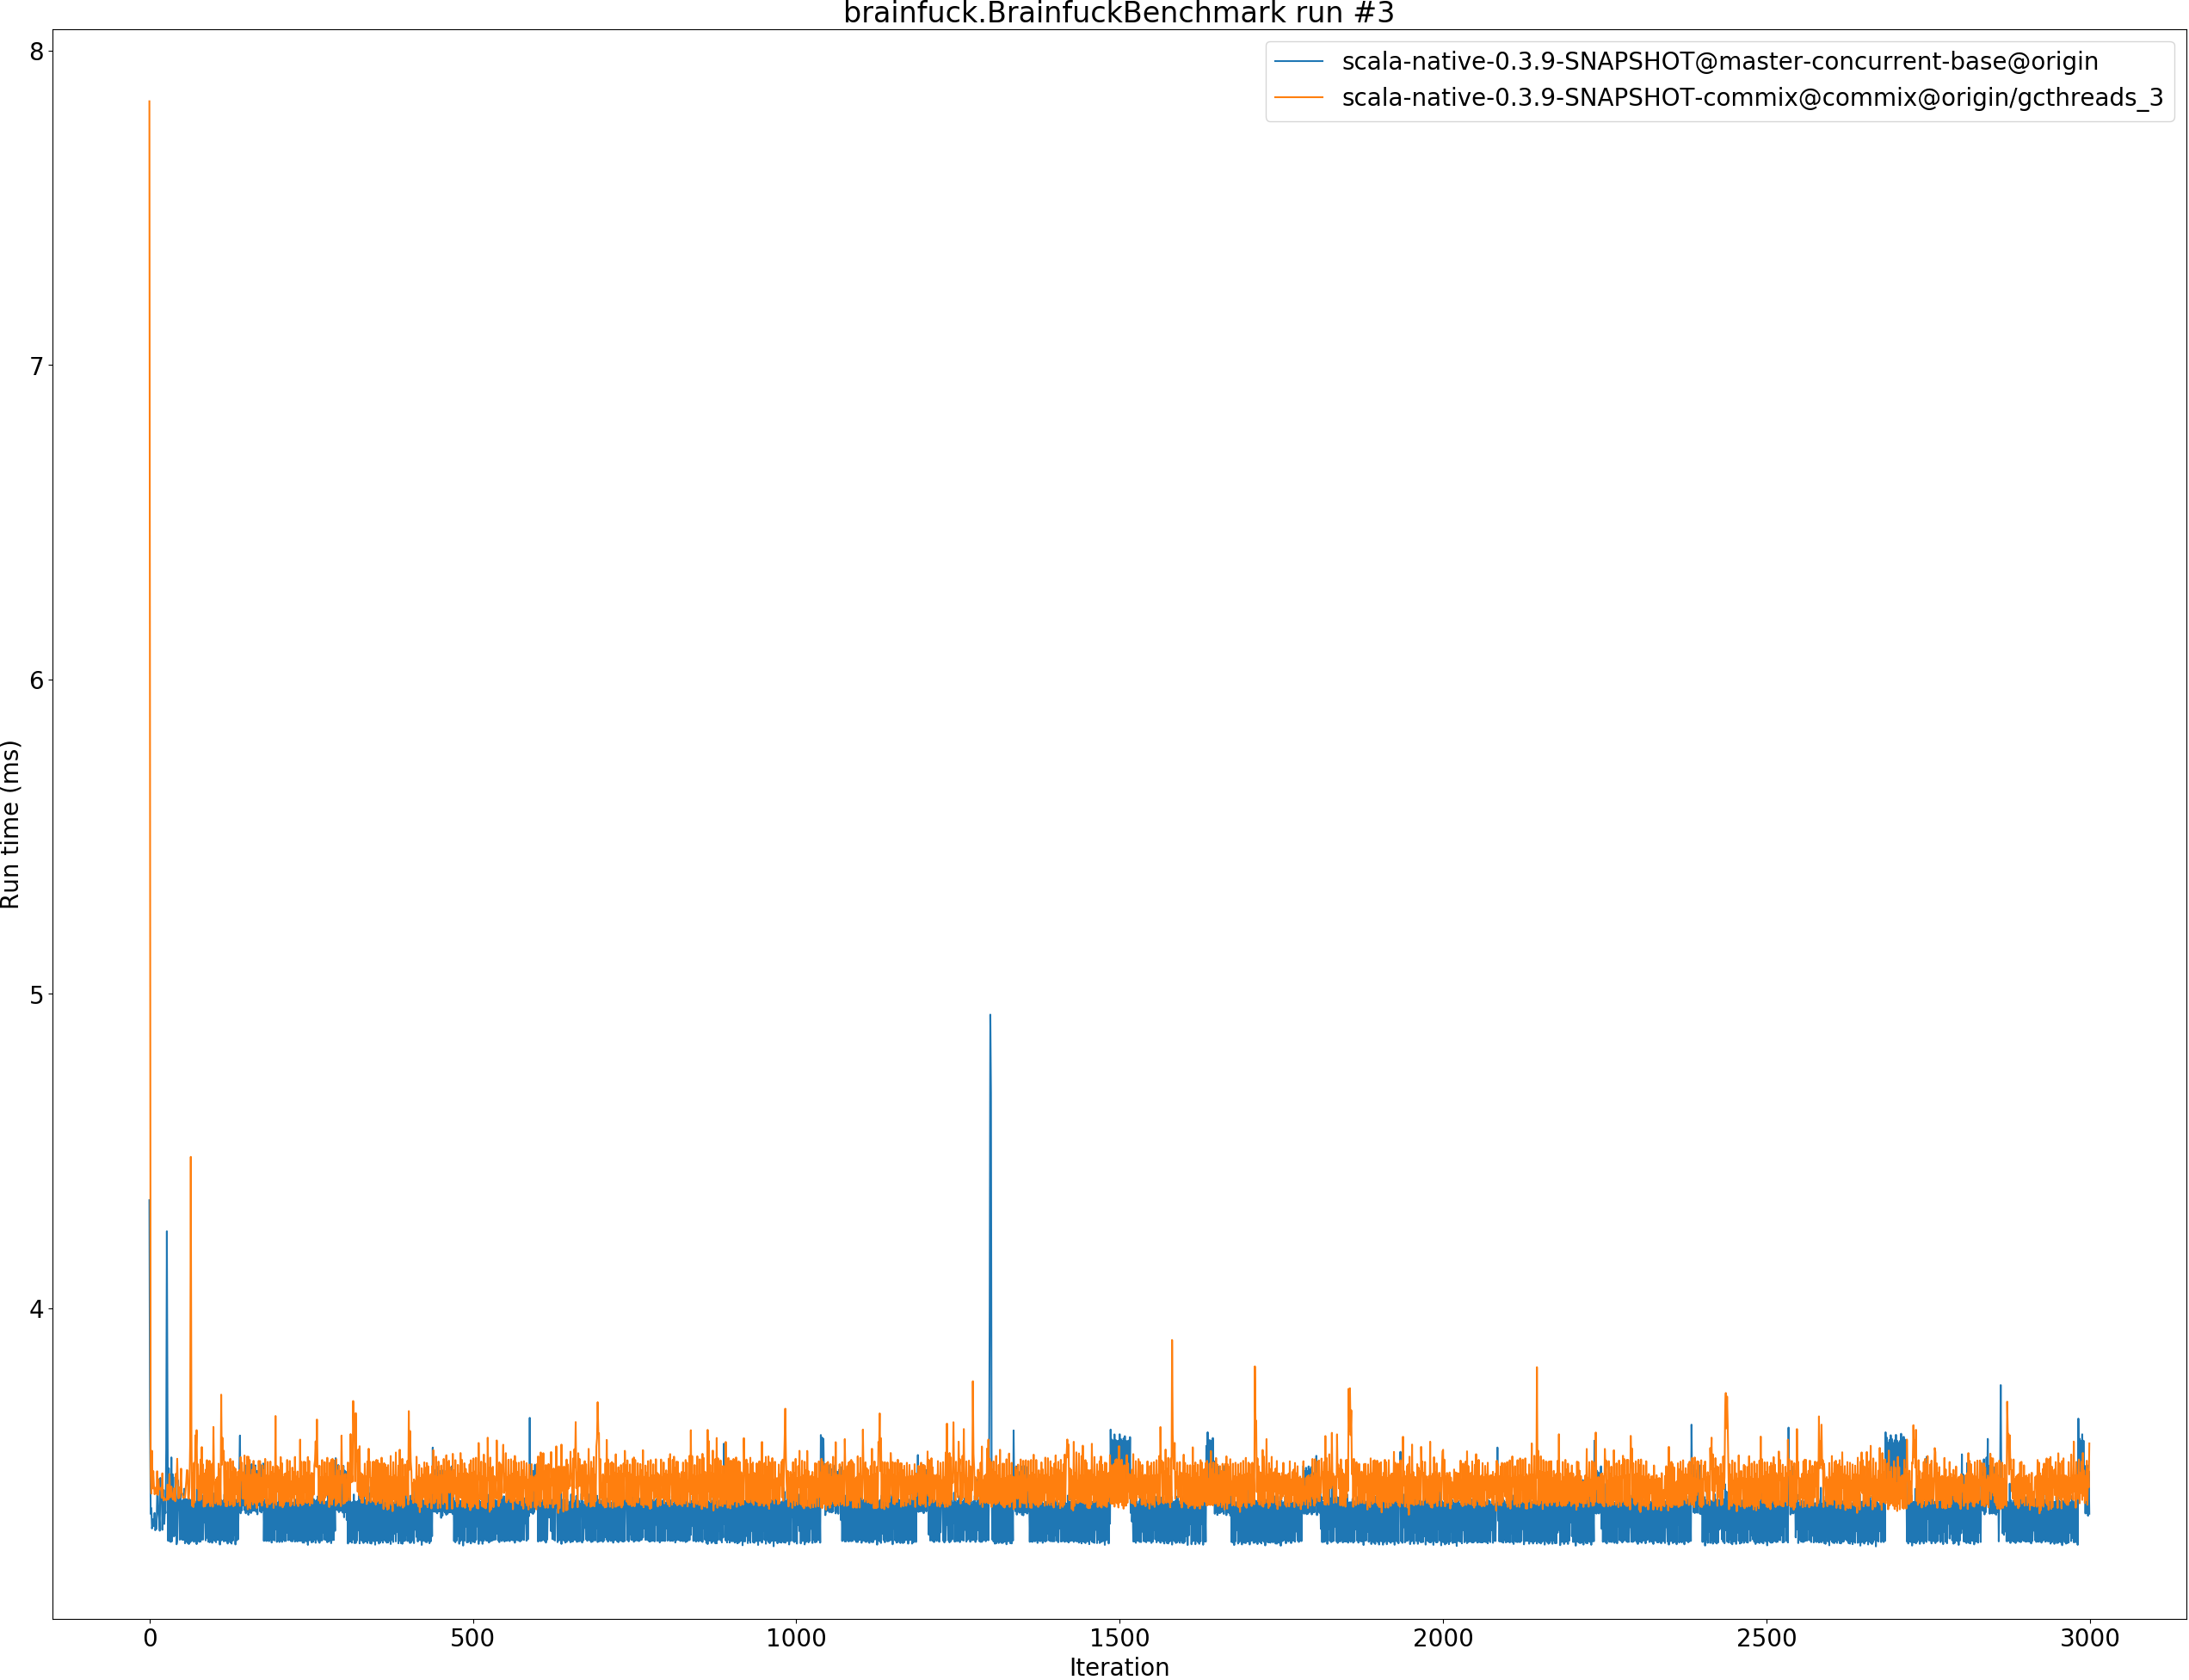 brainfuck.BrainfuckBenchmark run #3
scala-native-0.3.9-SNAPSHOT@master-concurrent-base@origin
scala-native-0.3.9-SNAPSHOT-commix@commix@origin/gcthreads_3
8
7
6
5
4
Run time (ms)
0 500 1000 1500 2000 2500 3000
Iteration